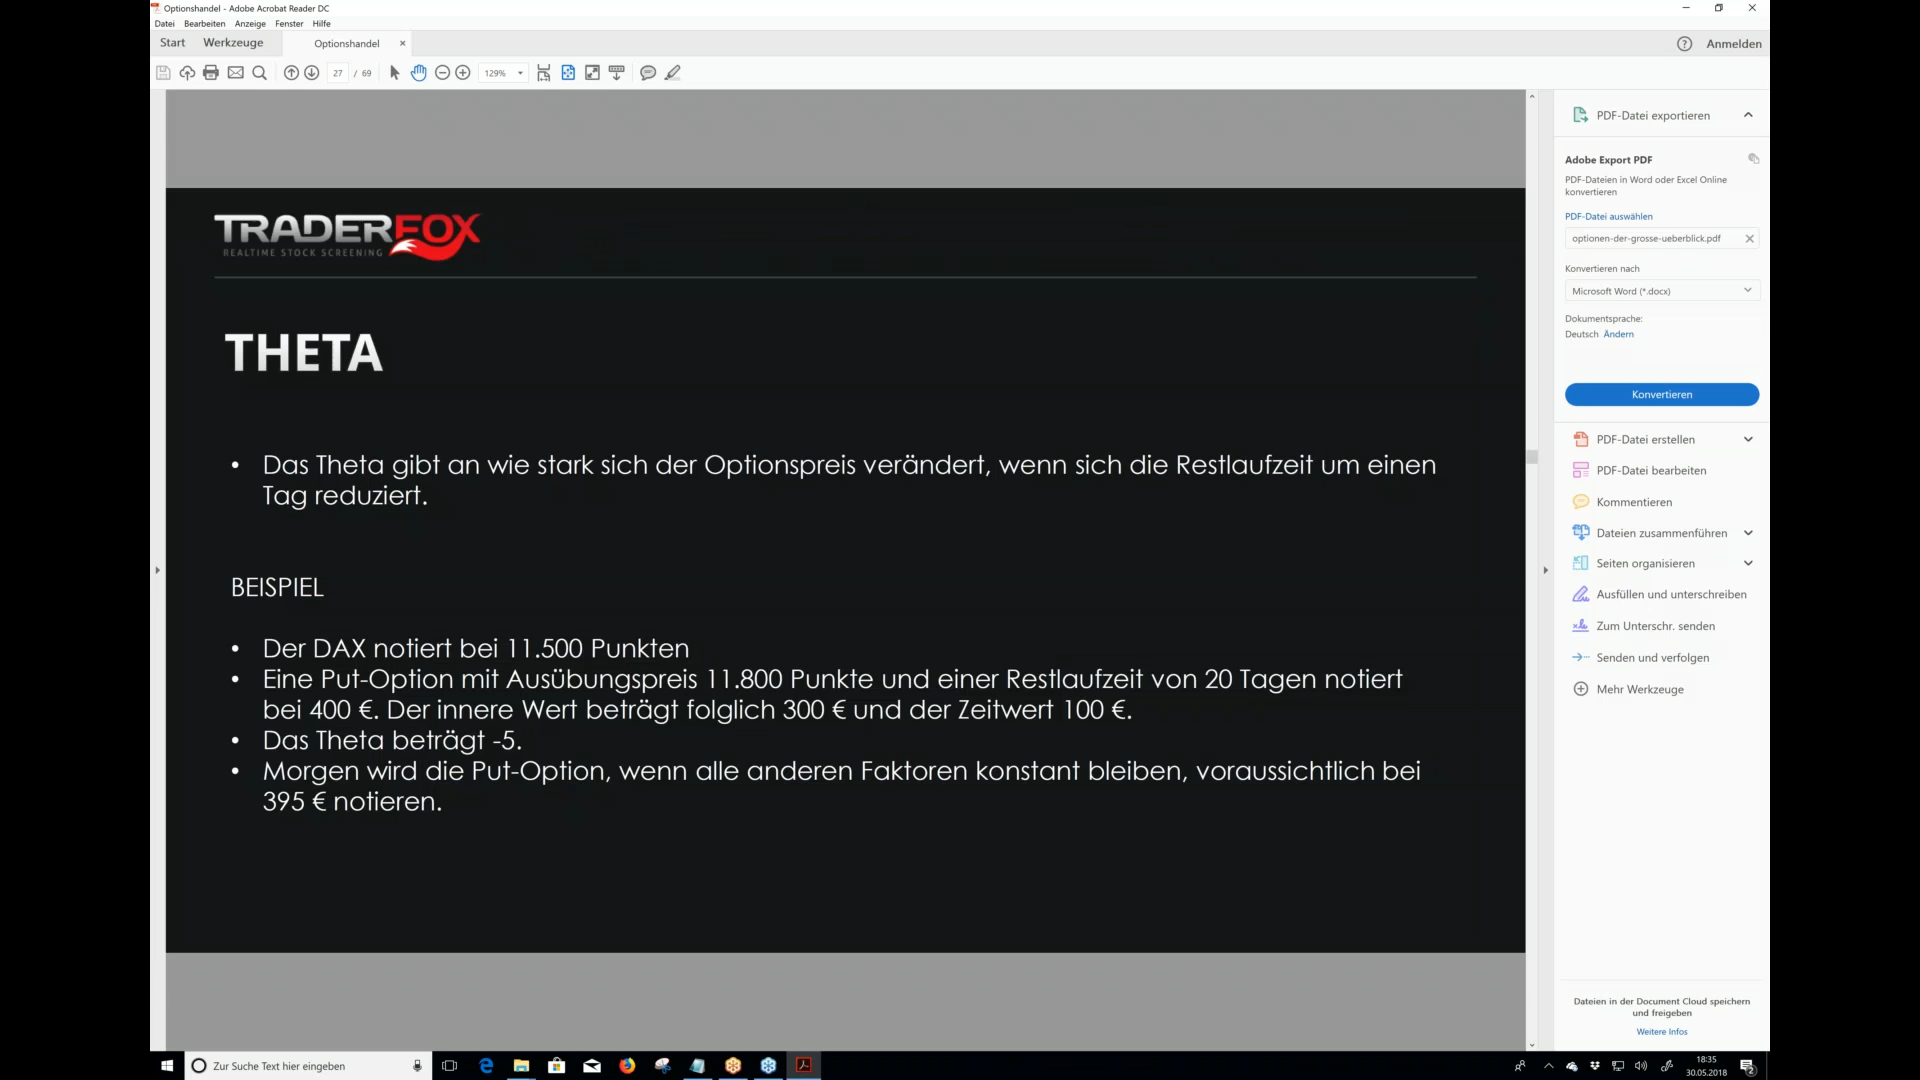 Optionshandel - Adobe Acrobat Reader DC
Datei Bearbeiten Anzeige Fenster Hilfe
Start Werkzeuge Optionshandel × Anmelden
27 / 69 129%
TRADERFOX
REALTIME STOCK SCREENING
THETA
• Das Theta gibt an wie stark sich der Optionspreis verändert, wenn sich die Restlaufzeit um einen
Tag reduziert.
BEISPIEL
• Der DAX notiert bei 11.500 Punkten
• Eine Put-Option mit Ausübungspreis 11.800 Punkte und einer Restlaufzeit von 20 Tagen notiert
bei 400 €. Der innere Wert beträgt folglich 300 € und der Zeitwert 100 €.
• Das Theta beträgt -5.
• Morgen wird die Put-Option, wenn alle anderen Faktoren konstant bleiben, voraussichtlich bei
395 € notieren.
PDF-Datei exportieren
Adobe Export PDF
PDF-Dateien in Word oder Excel Online
konvertieren
PDF-Datei auswählen
optionen-der-grosse-ueberblick.pdf
Konvertieren nach
Microsoft Word (*.docx)
Dokumentsprache:
Deutsch Ändern
Konvertieren
PDF-Datei erstellen
PDF-Datei bearbeiten
Kommentieren
Dateien zusammenführen
Seiten organisieren
Ausfüllen und unterschreiben
Zum Unterschr. senden
Senden und verfolgen
Mehr Werkzeuge
Dateien in der Document Cloud speichern
und freigeben
Weitere Infos
Zur Suche Text hier eingeben
18:35
30.05.2018
2